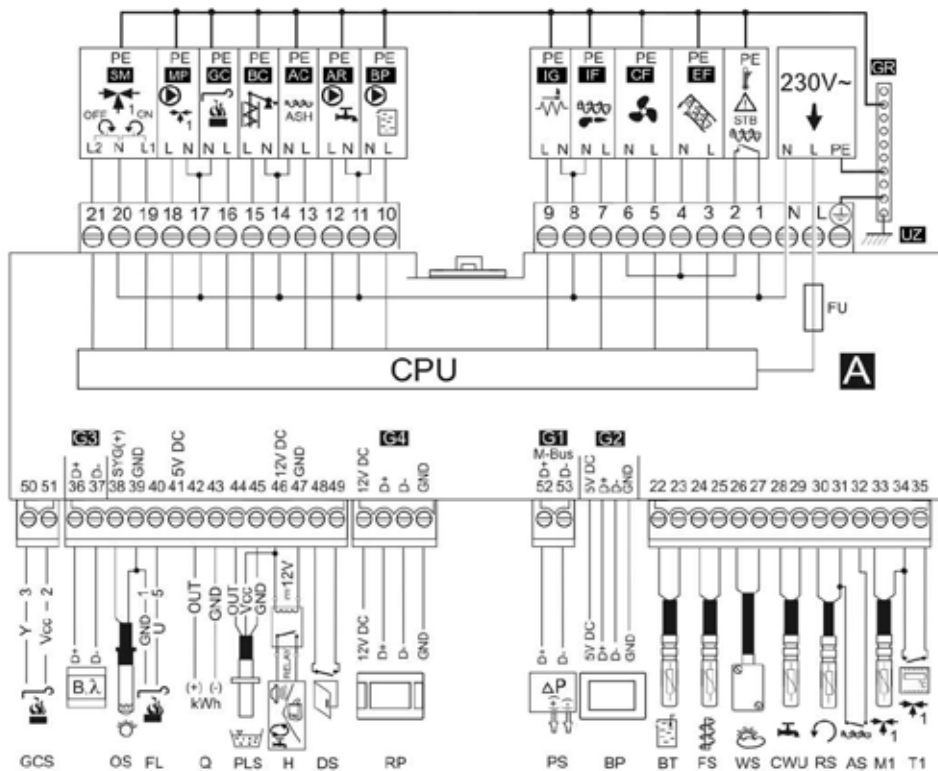 PE PE PE PE PE PE PE PE PE PE PE PE
SM MP GC BC AC AR BP IG IF CF EF 230V~ GR
1 1 ASH STB
OFF ON
L2 N L1 L N N L L N L N L L N L N N L N L N L N L PE
21 20 19 18 17 16 15 14 13 12 11 10 9 8 7 6 5 4 3 2 1 N L
UZ
FU
CPU
A
G3 G4 G1 G2
M-Bus
50 51 36 37 38 39 40 41 42 43 44 45 46 47 48 49 52 53 22 23 24 25 26 27 28 29 30 31 32 33 34 35
D+ D- SYG(+) GND 5V DC 12V DC GND 12V DC D+ D- GND D+ D- 5V DC D+ D- GND
Y 3 Vcc 2 D+ D- GND 1 U 5 OUT GND OUT Vcc GND 12V RELAY 12V DC D+ D- GND D+ D- 5V DC D+ D- GND
B,λ (+) (-) ΔP (+) (-)
kWh
1 1
GCS OS FL Q PLS H DS RP PS BP BT FS WS CWU RS AS M1 T1